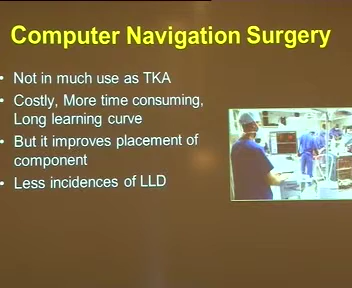 Computer Navigation Surgery
• Not in much use as TKA
• Costly, More time consuming,
Long learning curve
• But it improves placement of
component
• Less incidences of LLD